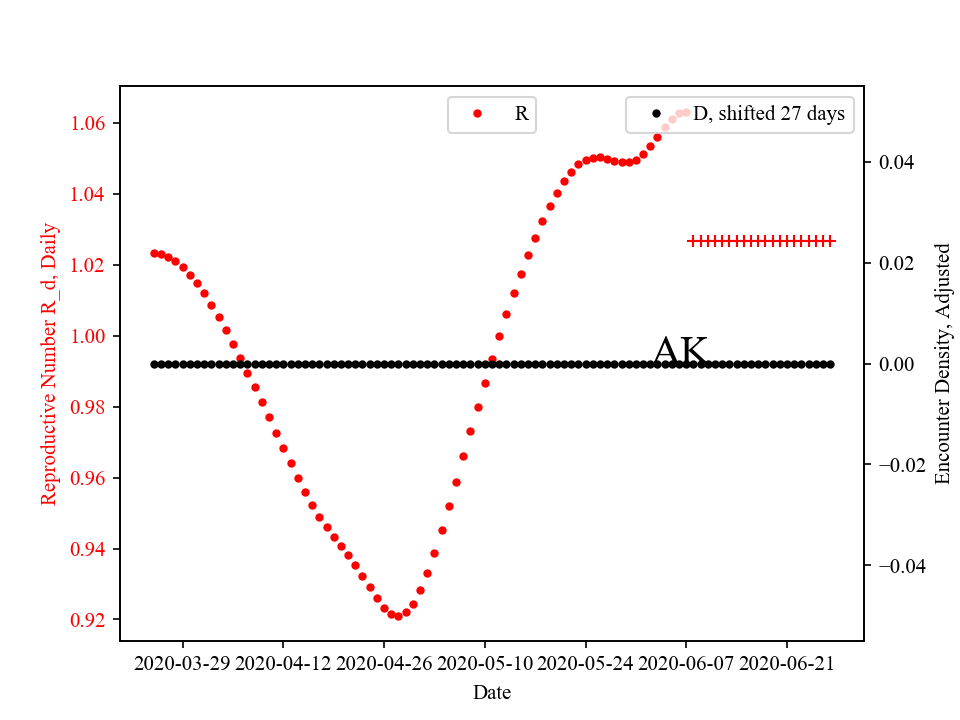 R
D, shifted 27 days
1.06
1.04
1.02
1.00
0.98
0.96
0.94
0.92
Reproductive Number R_d, Daily
0.04
0.02
0.00
−0.02
−0.04
Encounter Density, Adjusted
AK
2020-03-29 2020-04-12 2020-04-26 2020-05-10 2020-05-24 2020-06-07 2020-06-21
Date